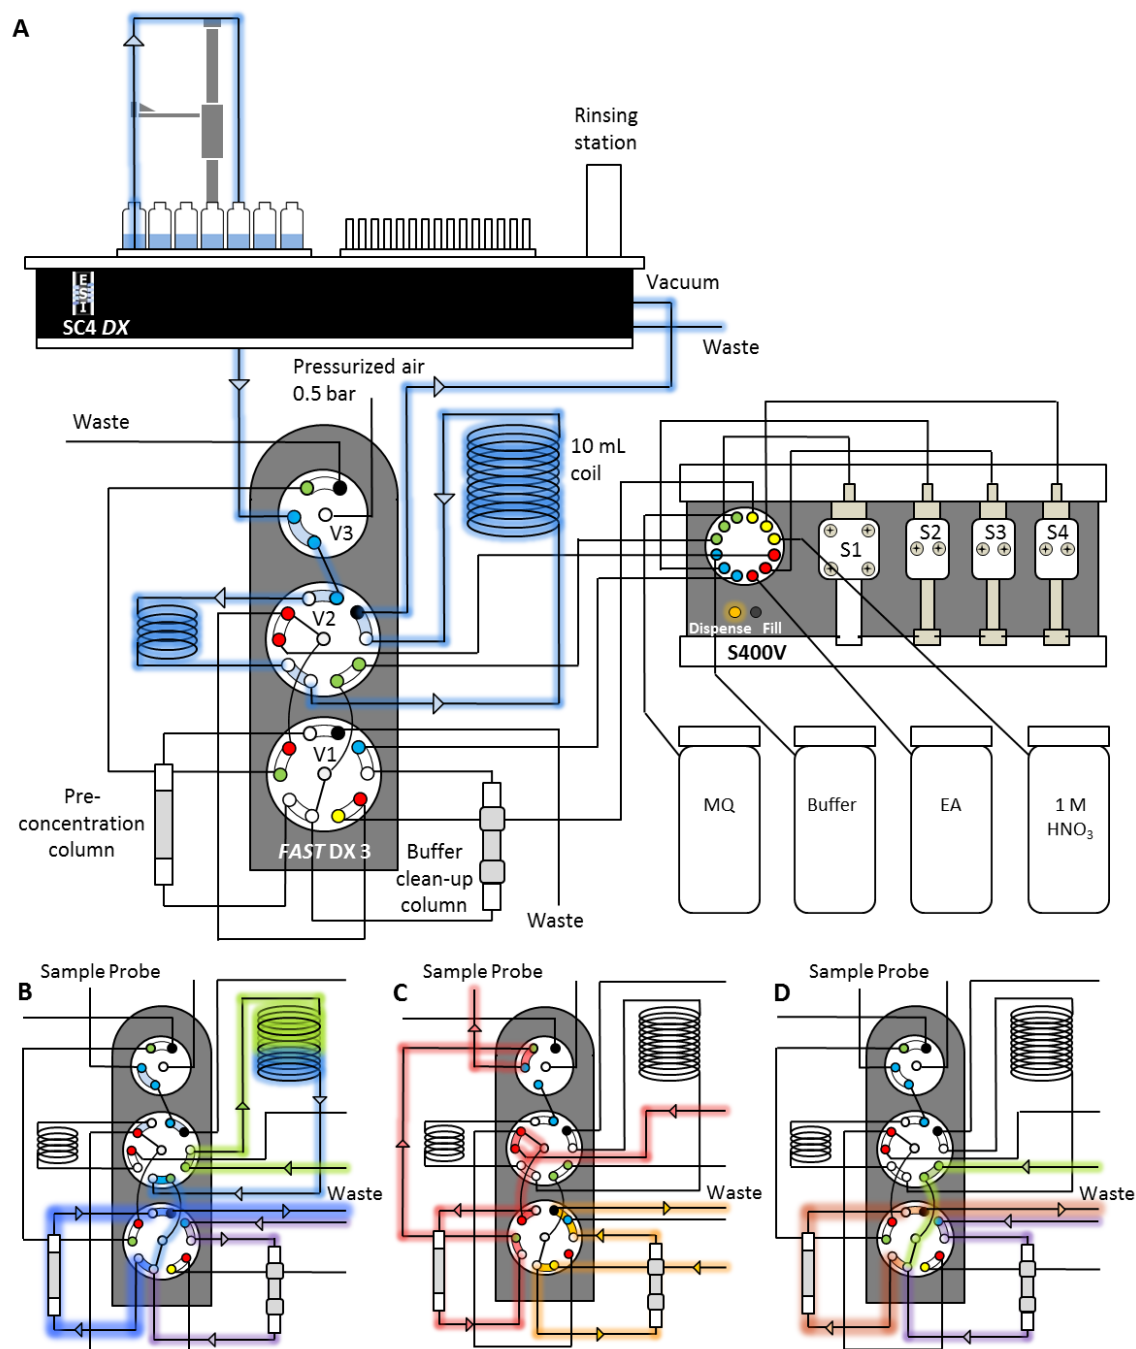 A
Rinsing
station
Vacuum
E
S
I
SC4 DX
Waste
Pressurized air
0.5 bar
Waste
10 mL
coil
V3
S1
S2
S3
S4
V2
Dispense
Fill
S400V
V1
Pre-
concentration
column
MQ
Buffer
EA
1 M
HNO3
FAST DX 3
Buffer
clean-up
column
Waste
Sample Probe
B
Waste
Sample Probe
C
Waste
Sample Probe
D
Waste